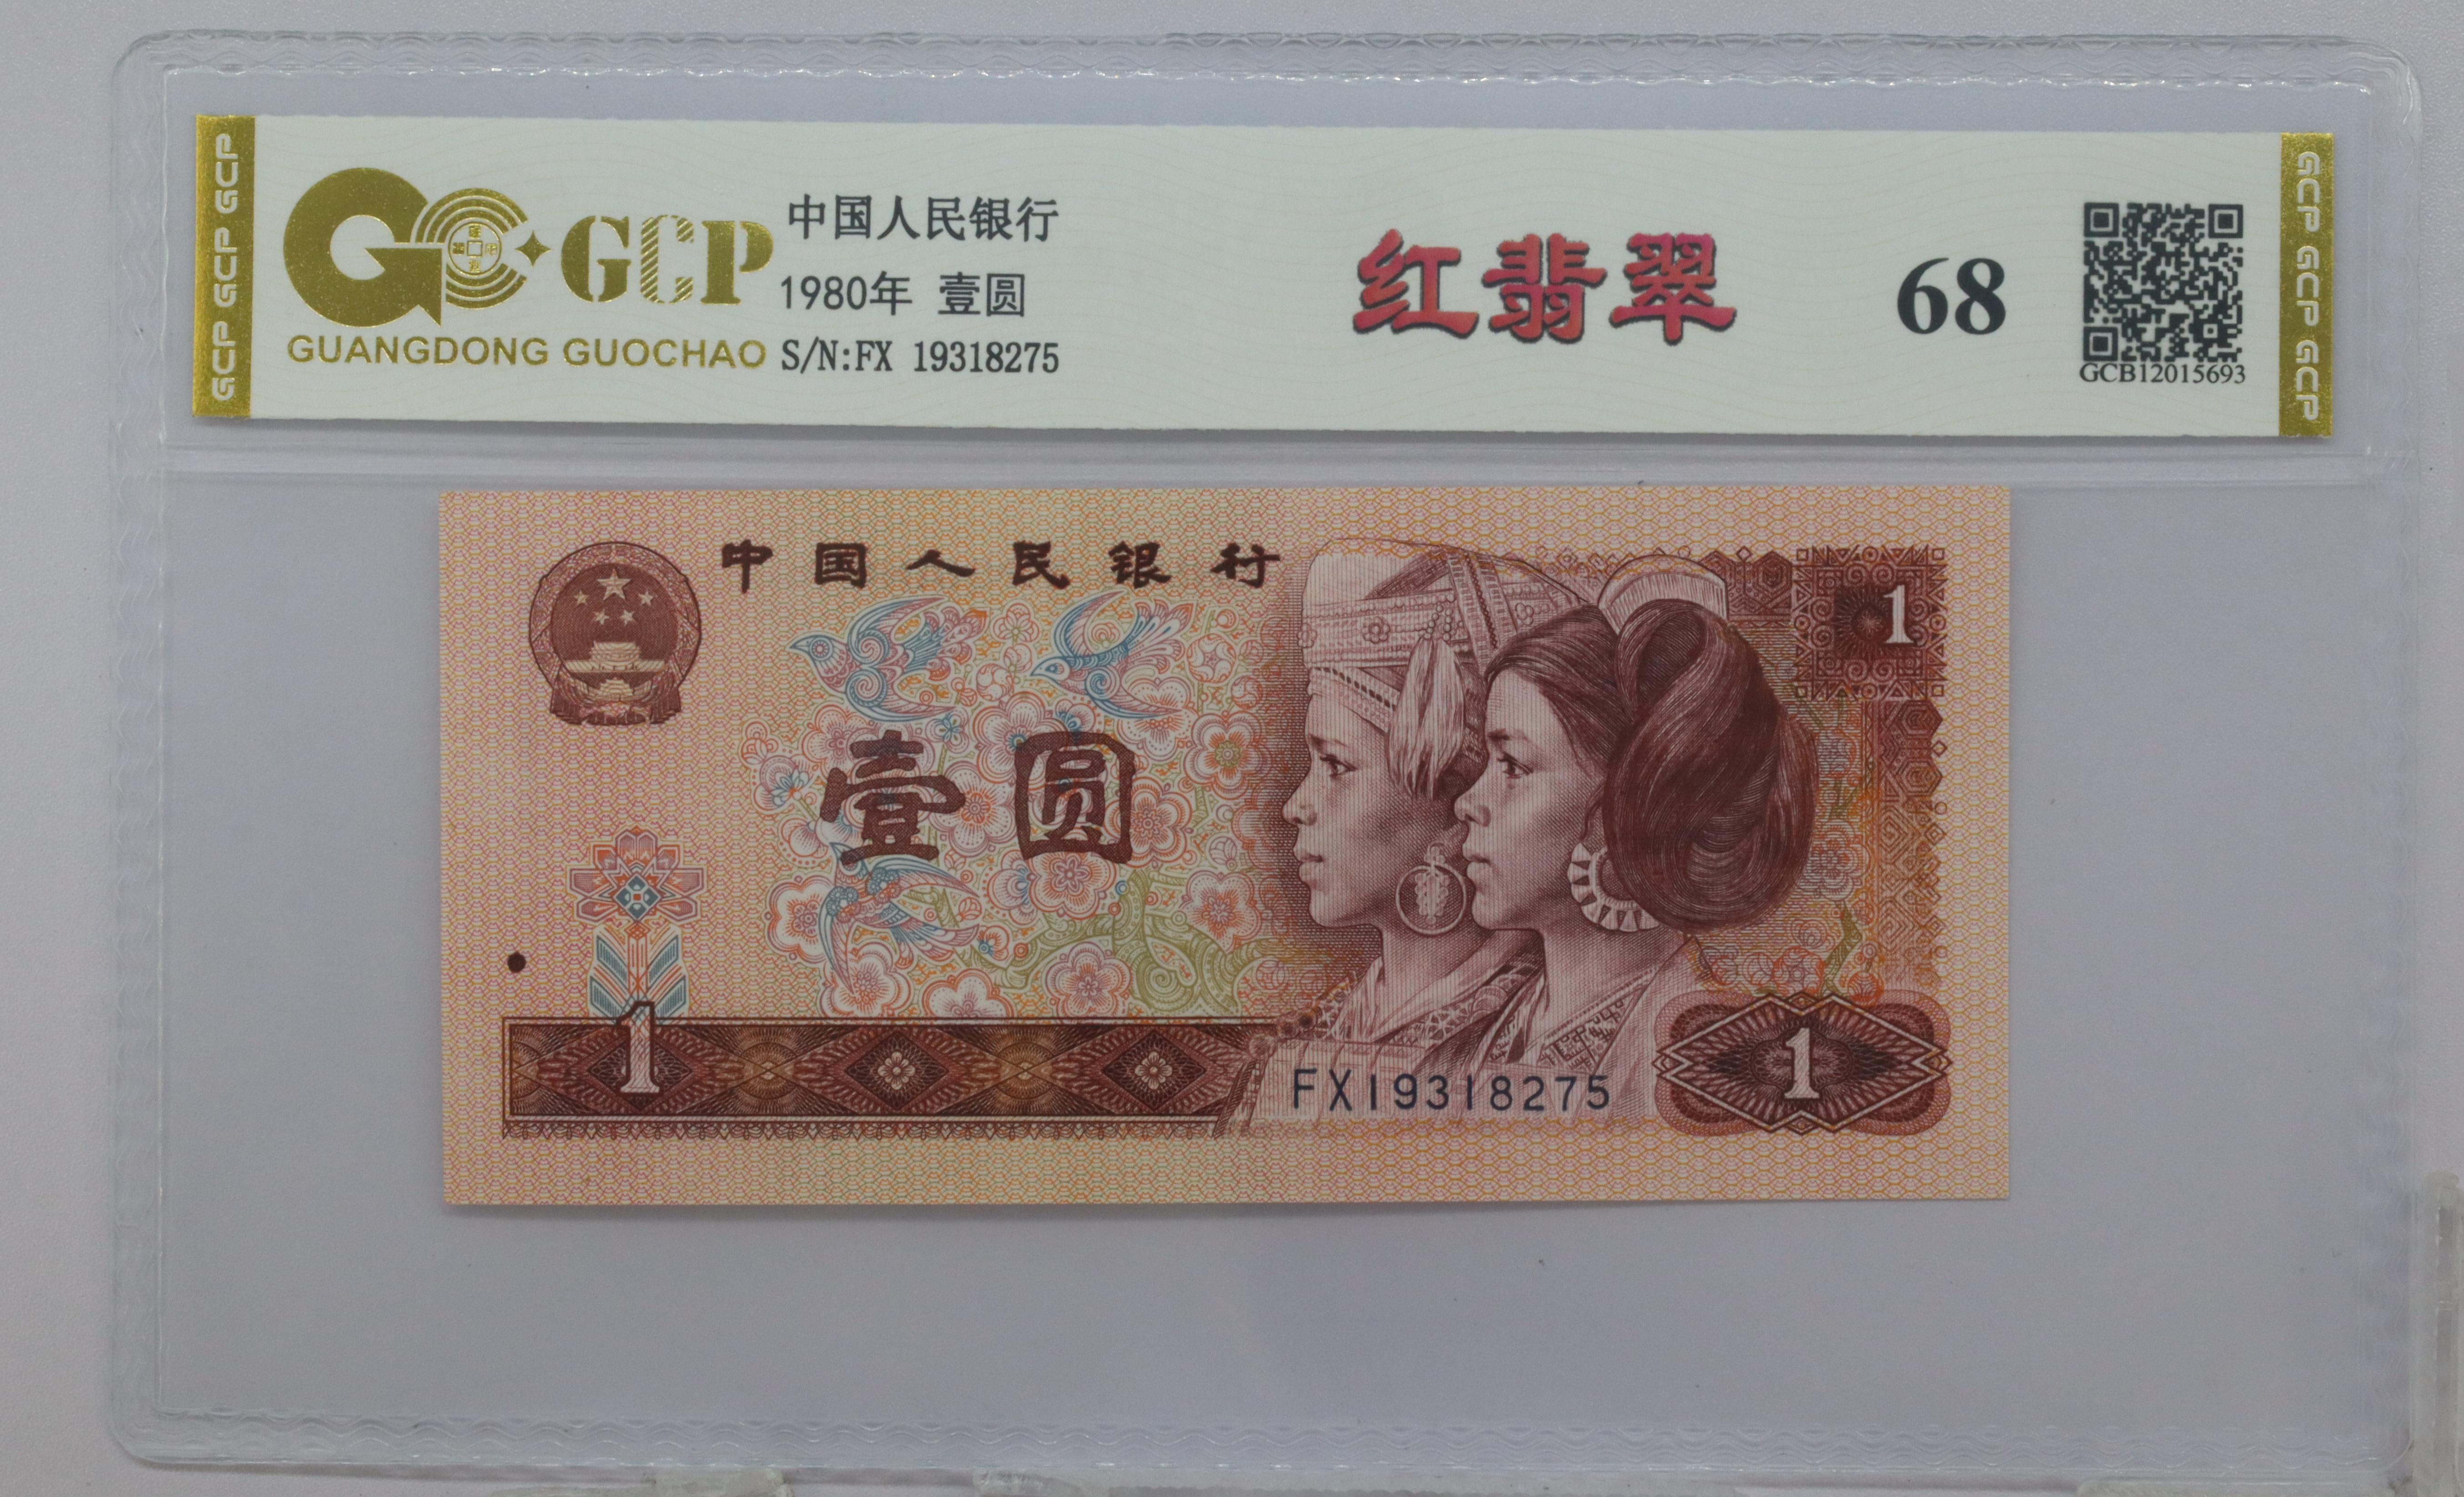 GCP GCP GCP
GCP
GUANGDONG GUOCHAO
中国人民银行
1980年 壹圆
S/N:FX 19318275
红翡翠
68
GCB12015693
GCP GCP GCP
中国人民银行
1
壹圆
1
FX19318275
1